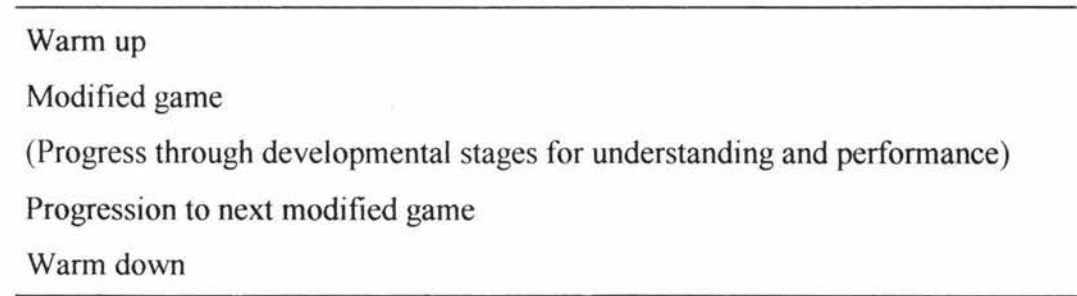 Warm up
Modified game
(Progress through developmental stages for understanding and performance)
Progression to next modified game
Warm down